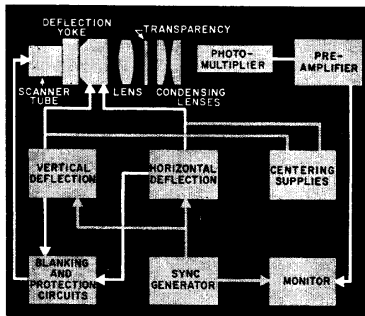 DEFLECTION
YOKE
TRANSPARENCY
PHOTO-
MULTIPLIER
PRE-
AMPLIFIER
SCANNER
TUBE
LENS
CONDENSING
LENSES
VERTICAL
DEFLECTION
HORIZONTAL
DEFLECTION
CENTERING
SUPPLIES
BLANKING
AND
PROTECTION
CIRCUITS
SYNC
GENERATOR
MONITOR